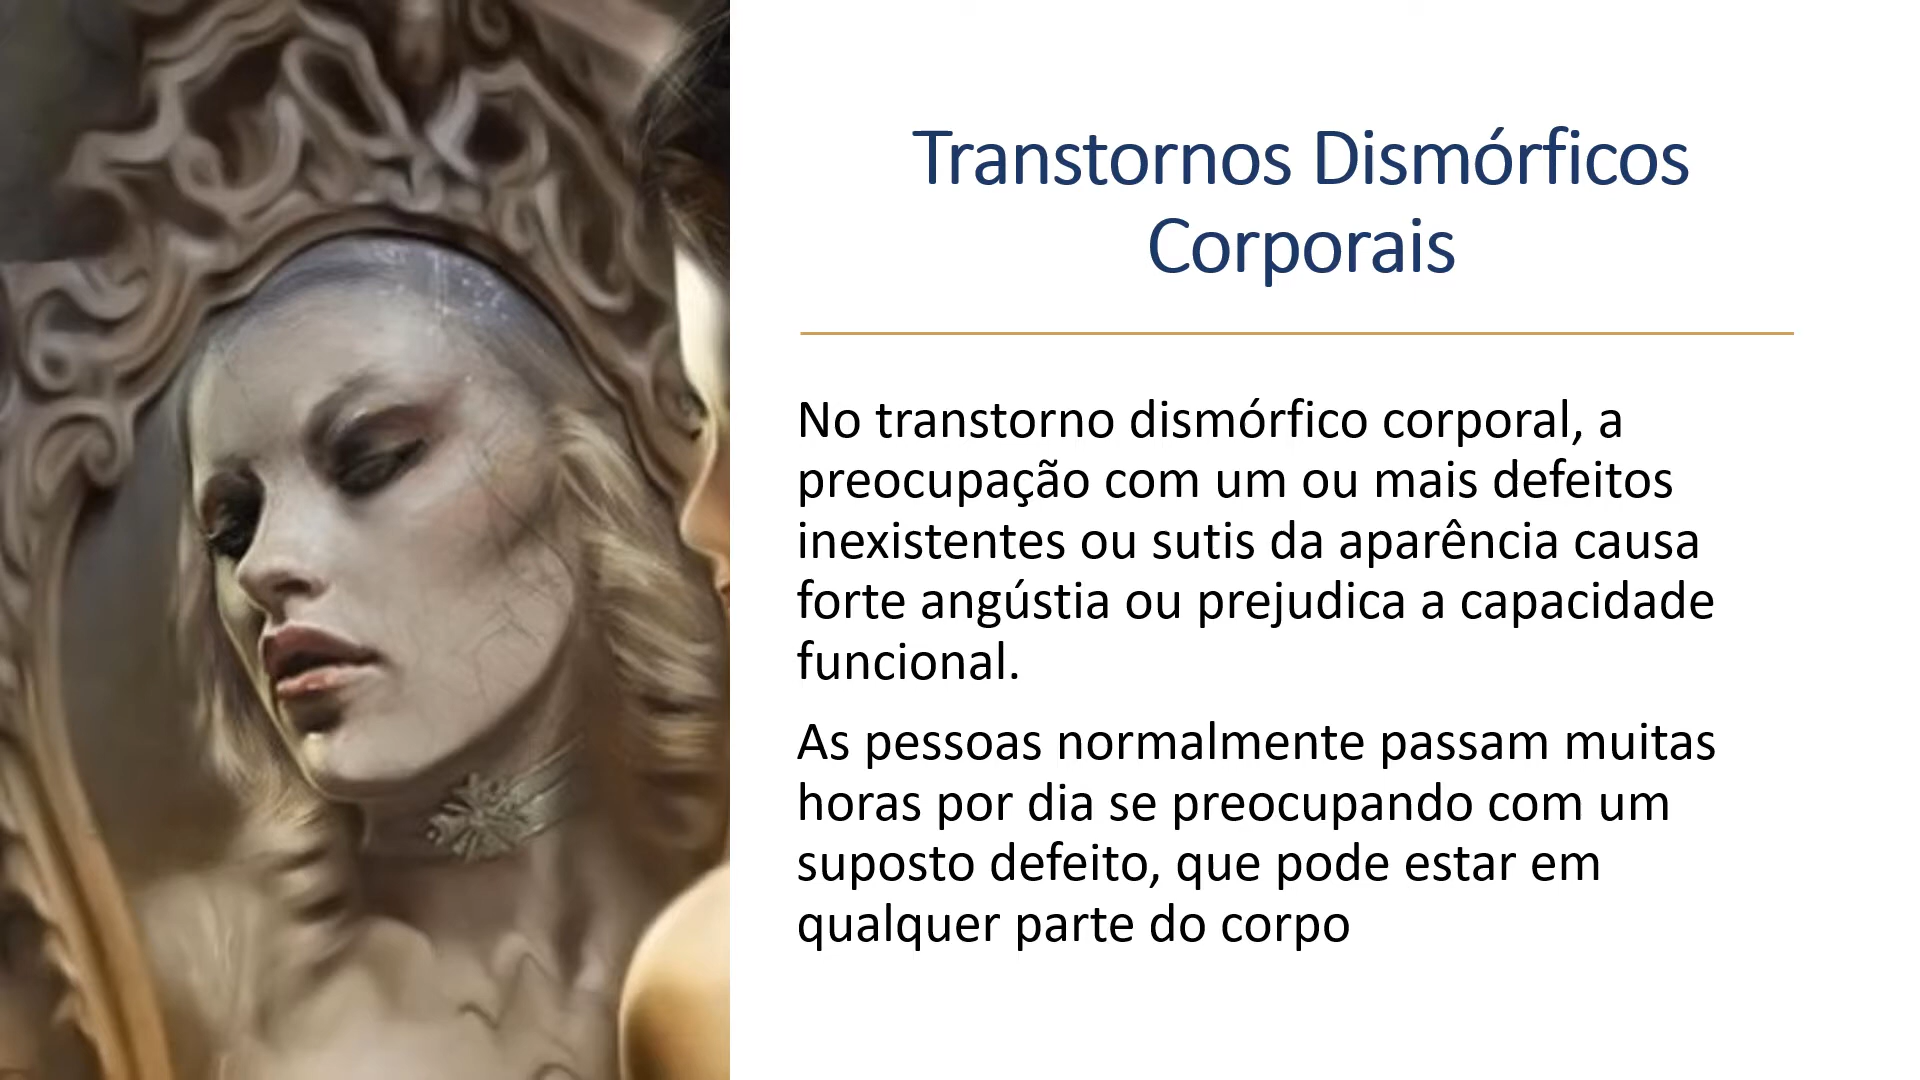 Transtornos Dismórficos
Corporais
No transtorno dismórfico corporal, a
preocupação com um ou mais defeitos
inexistentes ou sutis da aparência causa
forte angústia ou prejudica a capacidade
funcional.
As pessoas normalmente passam muitas
horas por dia se preocupando com um
suposto defeito, que pode estar em
qualquer parte do corpo